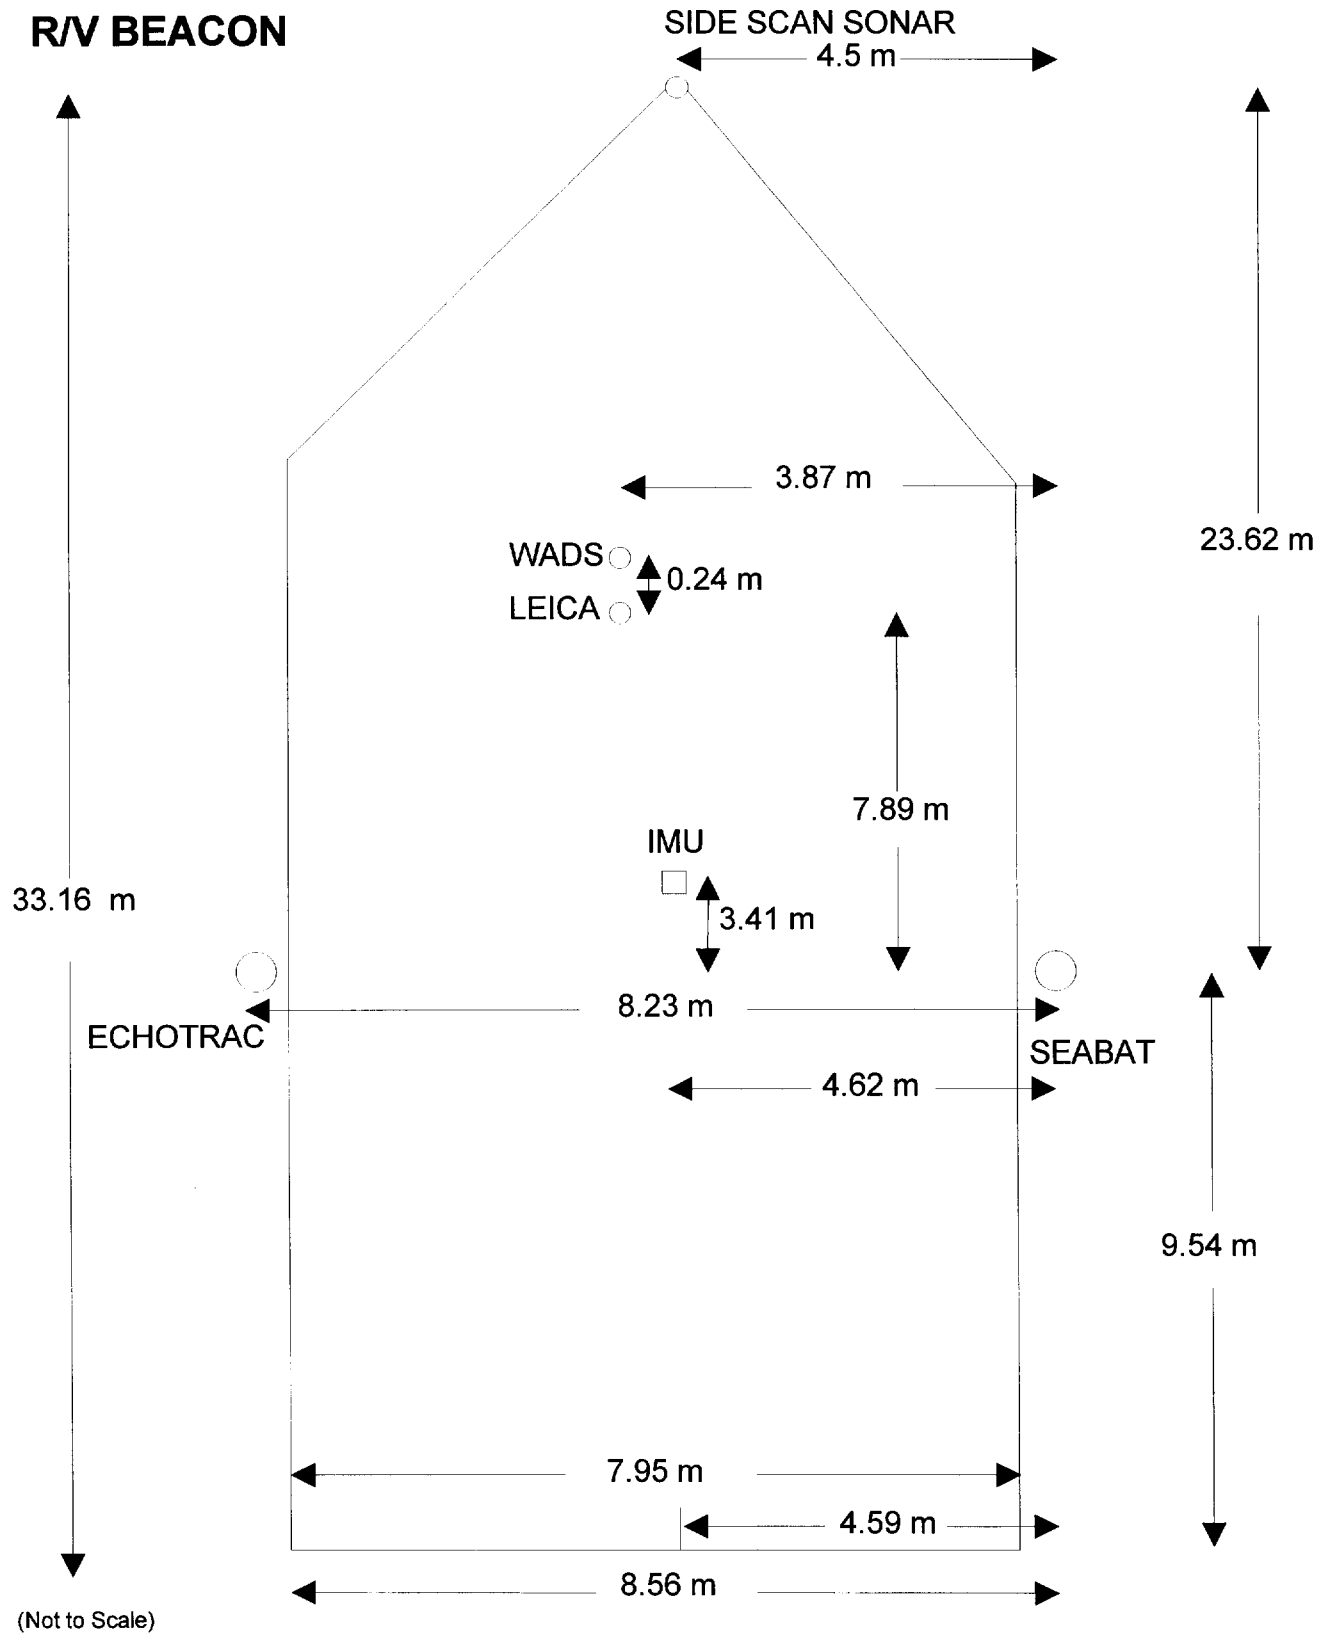 R/V BEACON
SIDE SCAN SONAR
4.5 m
3.87 m
23.62 m
WADS
0.24 m
LEICA
7.89 m
IMU
33.16 m
3.41 m
8.23 m
ECHOTRAC
SEABAT
4.62 m
9.54 m
7.95 m
4.59 m
8.56 m
(Not to Scale)